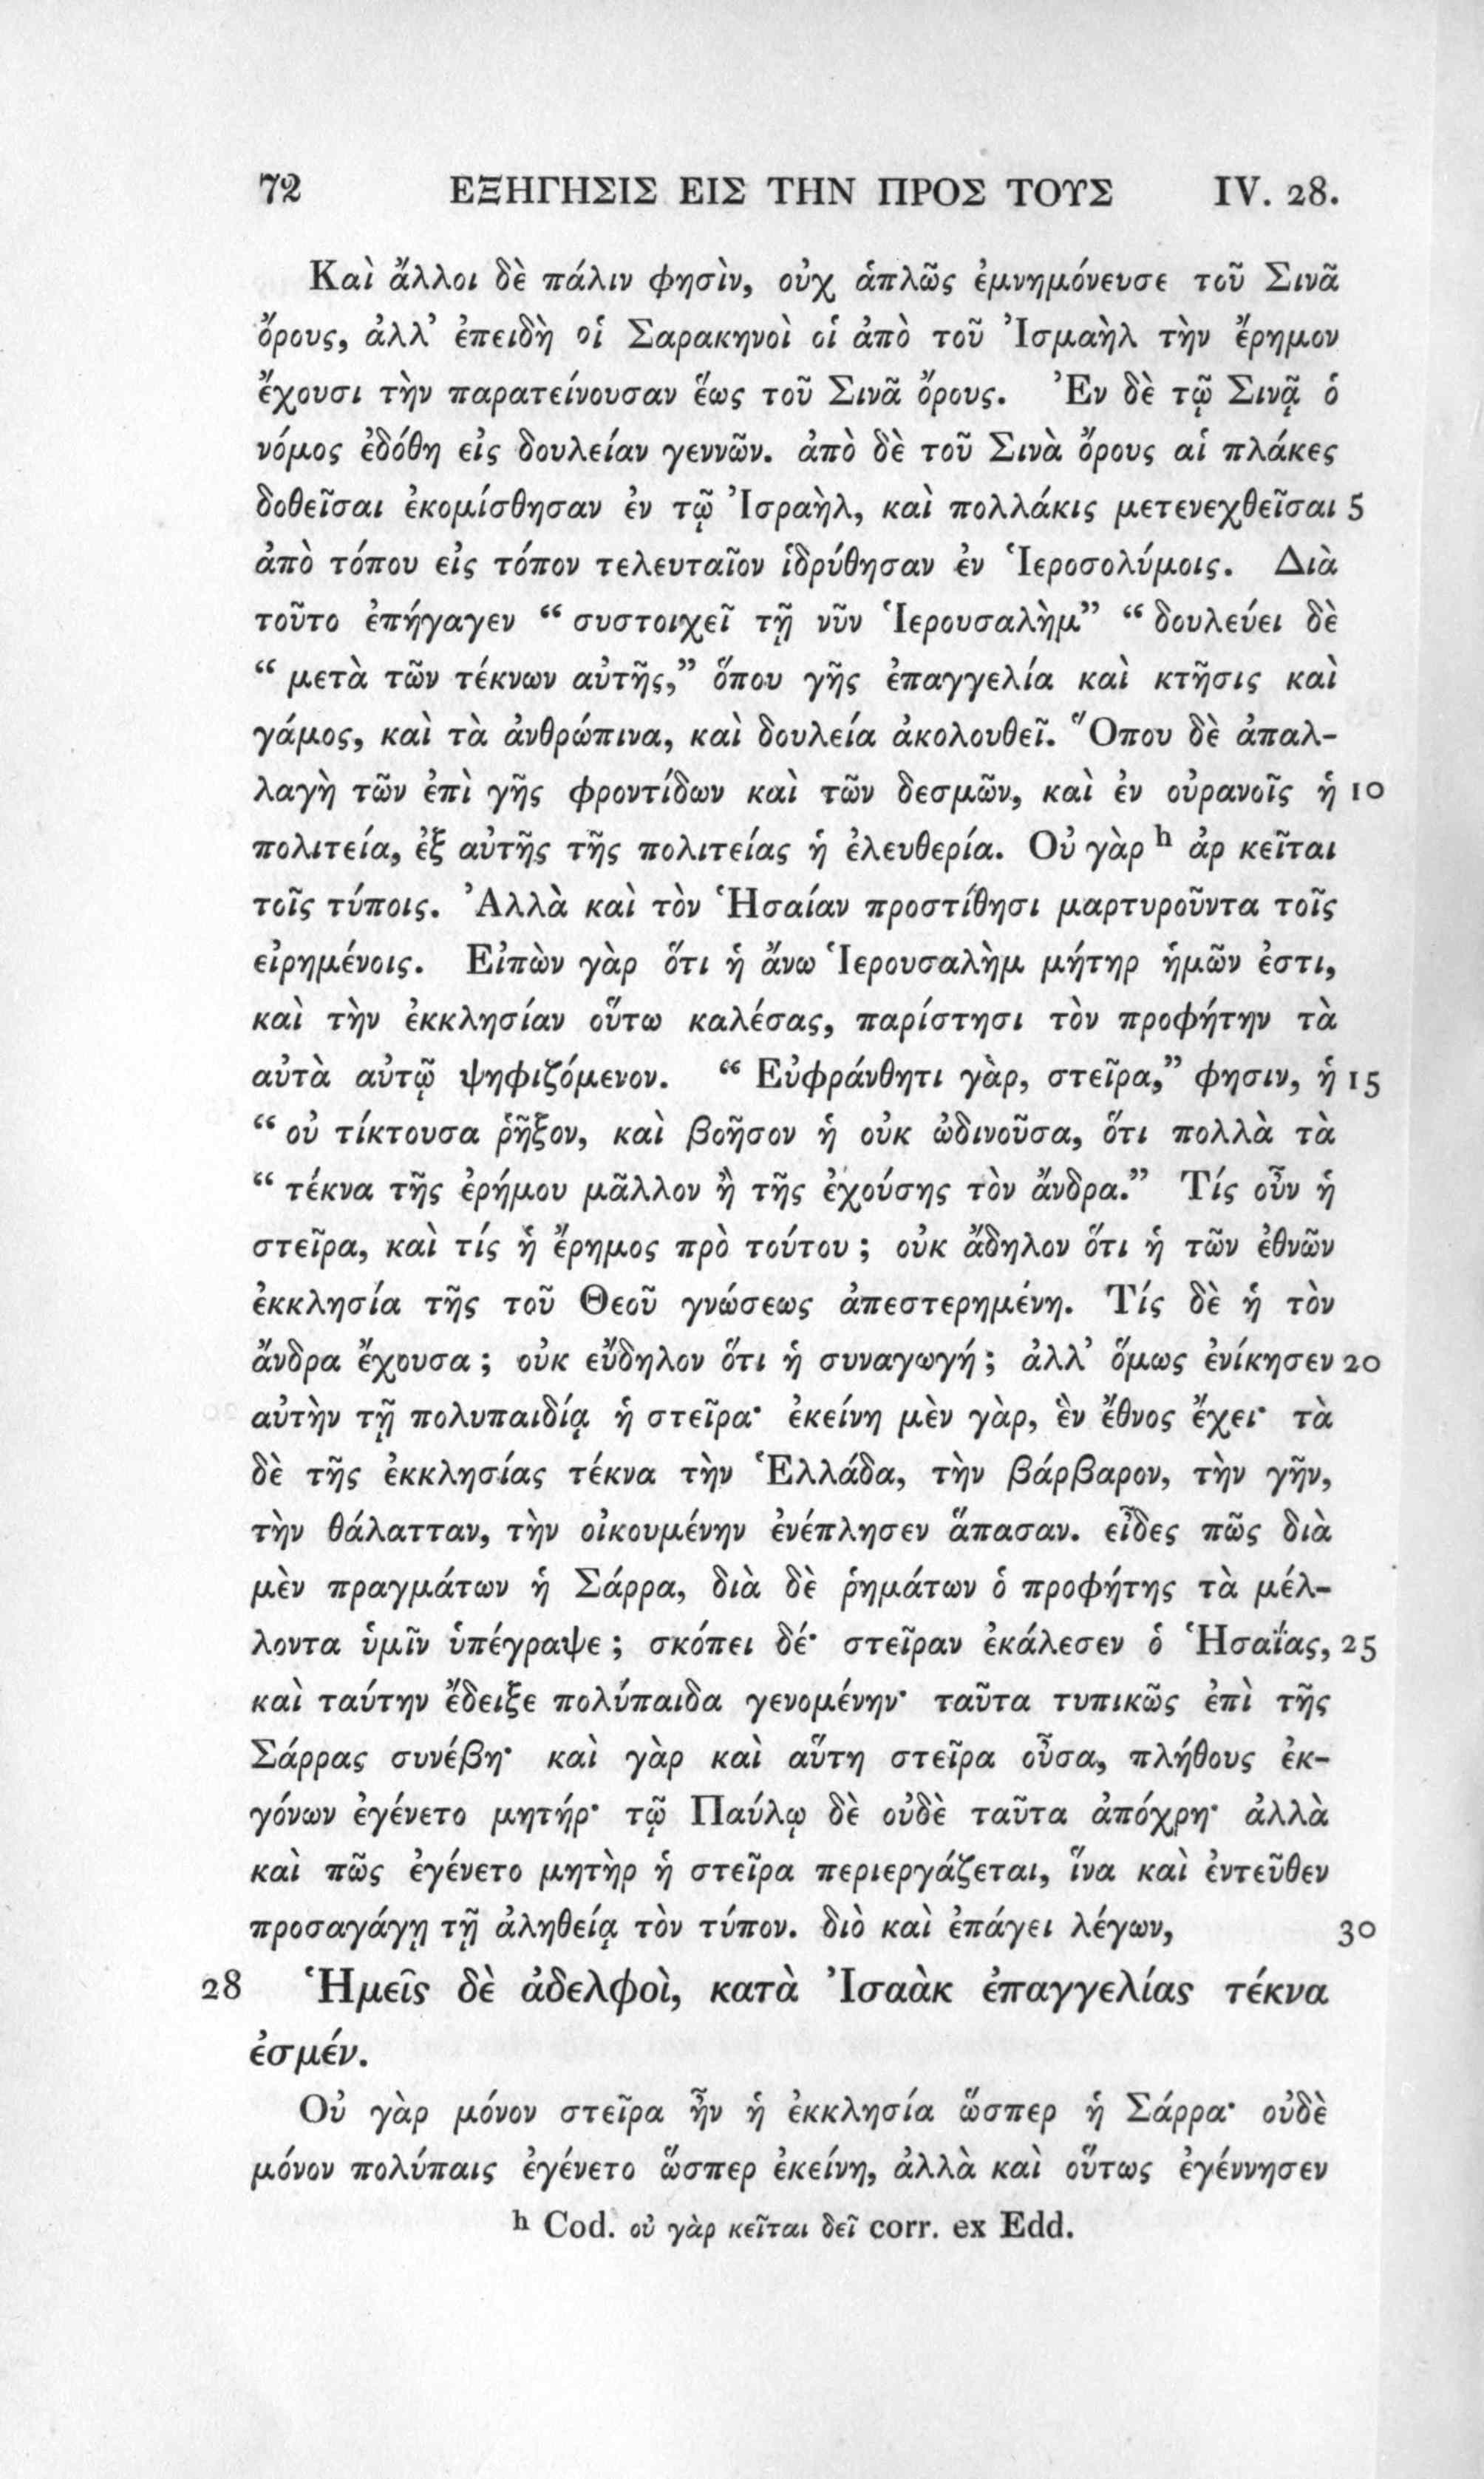 72 ΕΞΗΓΗΣΙΣ ΕΙΣ ΤΗΝ ΠΡΟΣ ΤΟΥΣ IV. 28.
Καὶ ἄλλοι δὲ πάλιν φησὶν, οὐχ ἁπλῶς ἐμνημόνευσε τοῦ Σινᾶ
ὄρους, ἀλλ’ ἐπειδὴ οἱ Σαρακηνοὶ οἱ ἀπὸ τοῦ Ἰσμαὴλ τὴν ἔρημον
ἔχουσι τὴν παρατείνουσαν ἕως τοῦ Σινᾶ ὄρους. Ἐν δὲ τῷ Σινᾷ ὁ
νόμος ἐδόθη εἰς δουλείαν γεννῶν. ἀπὸ δὲ τοῦ Σινὰ ὄρους αἱ πλάκες
δοθεῖσαι ἐκομίσθησαν ἐν τῷ Ἰσραὴλ, καὶ πολλάκις μετενεχθεῖσαι 5
ἀπὸ τόπου εἰς τόπον τελευταῖον ἱδρύθησαν ἐν Ἱεροσολύμοις. Διὰ
τοῦτο ἐπήγαγεν “ συστοιχεῖ τῇ νῦν Ἱερουσαλὴμ” “ δουλεύει δὲ
“ μετὰ τῶν τέκνων αὐτῆς,” ὅπου γῆς ἐπαγγελία καὶ κτῆσις καὶ
γάμος, καὶ τὰ ἀνθρώπινα, καὶ δουλεία ἀκολουθεῖ. Ὅπου δὲ ἀπαλ-
λαγὴ τῶν ἐπὶ γῆς φροντίδων καὶ τῶν δεσμῶν, καὶ ἐν οὐρανοῖς ἡ 10
πολιτεία, ἐξ αὐτῆς τῆς πολιτείας ἡ ἐλευθερία. Οὐ γὰρ h ἀρ κεῖται
τοῖς τύποις. Ἀλλὰ καὶ τὸν Ἡσαίαν προστίθησι μαρτυροῦντα τοῖς
εἰρημένοις. Εἰπὼν γὰρ ὅτι ἡ ἄνω Ἱερουσαλὴμ μήτηρ ἡμῶν ἐστι,
καὶ τὴν ἐκκλησίαν οὕτω καλέσας, παρίστησι τὸν προφήτην τὰ
αὐτὰ αὐτῷ ψηφιζόμενον. “ Εὐφράνθητι γὰρ, στεῖρα,” φησιν, ἡ 15
“ οὐ τίκτουσα ῥῆξον, καὶ βοῆσον ἡ οὐκ ὠδινοῦσα, ὅτι πολλὰ τὰ
“ τέκνα τῆς ἐρήμου μᾶλλον ἢ τῆς ἐχούσης τὸν ἄνδρα.” Τίς οὖν ἡ
στεῖρα, καὶ τίς ἡ ἔρημος πρὸ τούτου ; οὐκ ἄδηλον ὅτι ἡ τῶν ἐθνῶν
ἐκκλησία τῆς τοῦ Θεοῦ γνώσεως ἀπεστερημένη. Τίς δὲ ἡ τὸν
ἄνδρα ἔχουσα ; οὐκ εὔδηλον ὅτι ἡ συναγωγή ; ἀλλ’ ὅμως ἐνίκησεν 20
αὐτὴν τῇ πολυπαιδίᾳ ἡ στεῖρα· ἐκείνη μὲν γὰρ, ἓν ἔθνος ἔχει· τὰ
δὲ τῆς ἐκκλησίας τέκνα τὴν Ἑλλάδα, τὴν βάρβαρον, τὴν γῆν,
τὴν θάλατταν, τὴν οἰκουμένην ἐνέπλησεν ἅπασαν. εἶδες πῶς διὰ
μὲν πραγμάτων ἡ Σάρρα, διὰ δὲ ῥημάτων ὁ προφήτης τὰ μέλ-
λοντα ὑμῖν ὑπέγραψε ; σκόπει δέ· στεῖραν ἐκάλεσεν ὁ Ἡσαΐας, 25
καὶ ταύτην ἔδειξε πολύπαιδα γενομένην· ταῦτα τυπικῶς ἐπὶ τῆς
Σάρρας συνέβη· καὶ γὰρ καὶ αὕτη στεῖρα οὖσα, πλήθους ἐκ-
γόνων ἐγένετο μητήρ· τῷ Παύλῳ δὲ οὐδὲ ταῦτα ἀπόχρη· ἀλλὰ
καὶ πῶς ἐγένετο μητὴρ ἡ στεῖρα περιεργάζεται, ἵνα καὶ ἐντεῦθεν
προσαγάγῃ τῇ ἀληθείᾳ τὸν τύπον. διὸ καὶ ἐπάγει λέγων, 30
28 Ἡμεῖς δὲ ἀδελφοὶ, κατὰ Ἰσαὰκ ἐπαγγελίας τέκνα
ἐσμέν.
Οὐ γὰρ μόνον στεῖρα ἦν ἡ ἐκκλησία ὥσπερ ἡ Σάρρα· οὐδὲ
μόνον πολύπαις ἐγένετο ὥσπερ ἐκείνη, ἀλλὰ καὶ οὕτως ἐγέννησεν
h Cod. οὐ γὰρ κεῖται δεῖ corr. ex Edd.